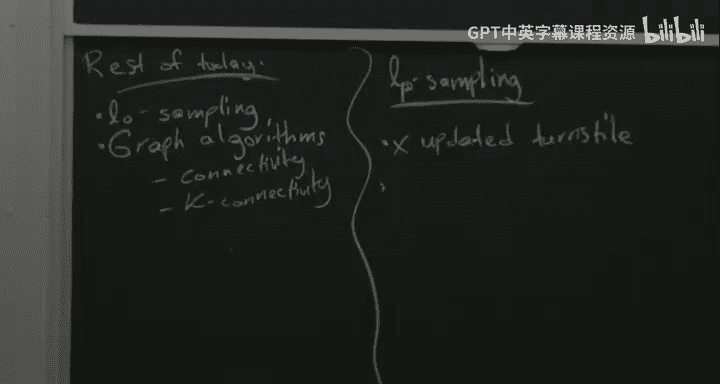 GPT中英字幕课程资源 bilibili
Rest of today:
• l₀- sampling
• Graph algorithms
- connectivity
- K-connectivity
lp-sampling
• x updated turnstile